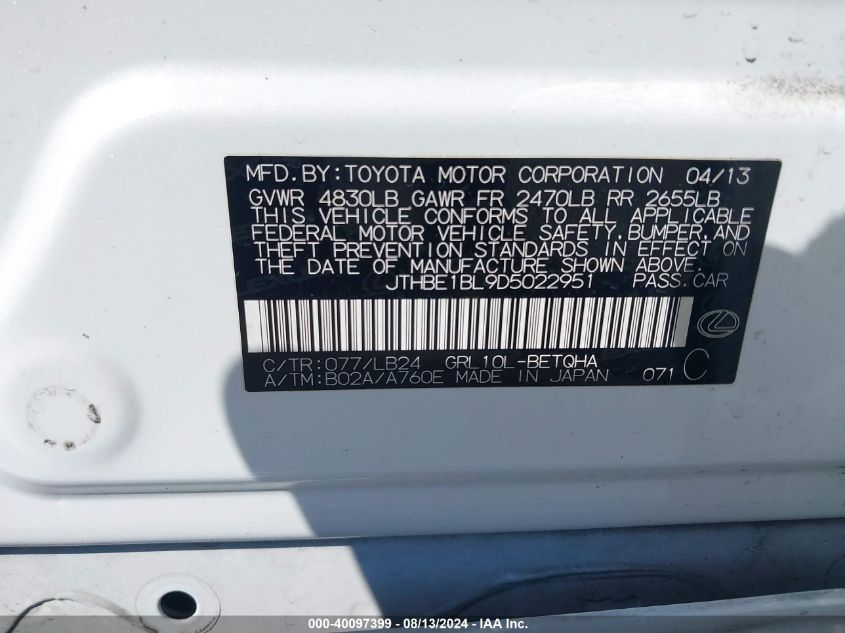 MFD.BY:TOYOTA MOTOR CORPORATION 04/13
GVWR 4830LB GAWR FR 2470LB RR 2655LB
THIS VEHICLE CONFORMS TO ALL APPLICABLE
FEDERAL MOTOR VEHICLE SAFETY,BUMPER,AND
THEFT PREVENTION STANDARDS IN EFFECT ON
THE DATE OF MANUFACTURE SHOWN ABOVE.
JTHBE1BL9D5022951 PASS.CAR
C/TR:077/LB24 GRL10L-BETQHA
A/TM:B02A/A760E MADE IN JAPAN 071 C
000-40097399 - 08/13/2024 - IAAI Inc.